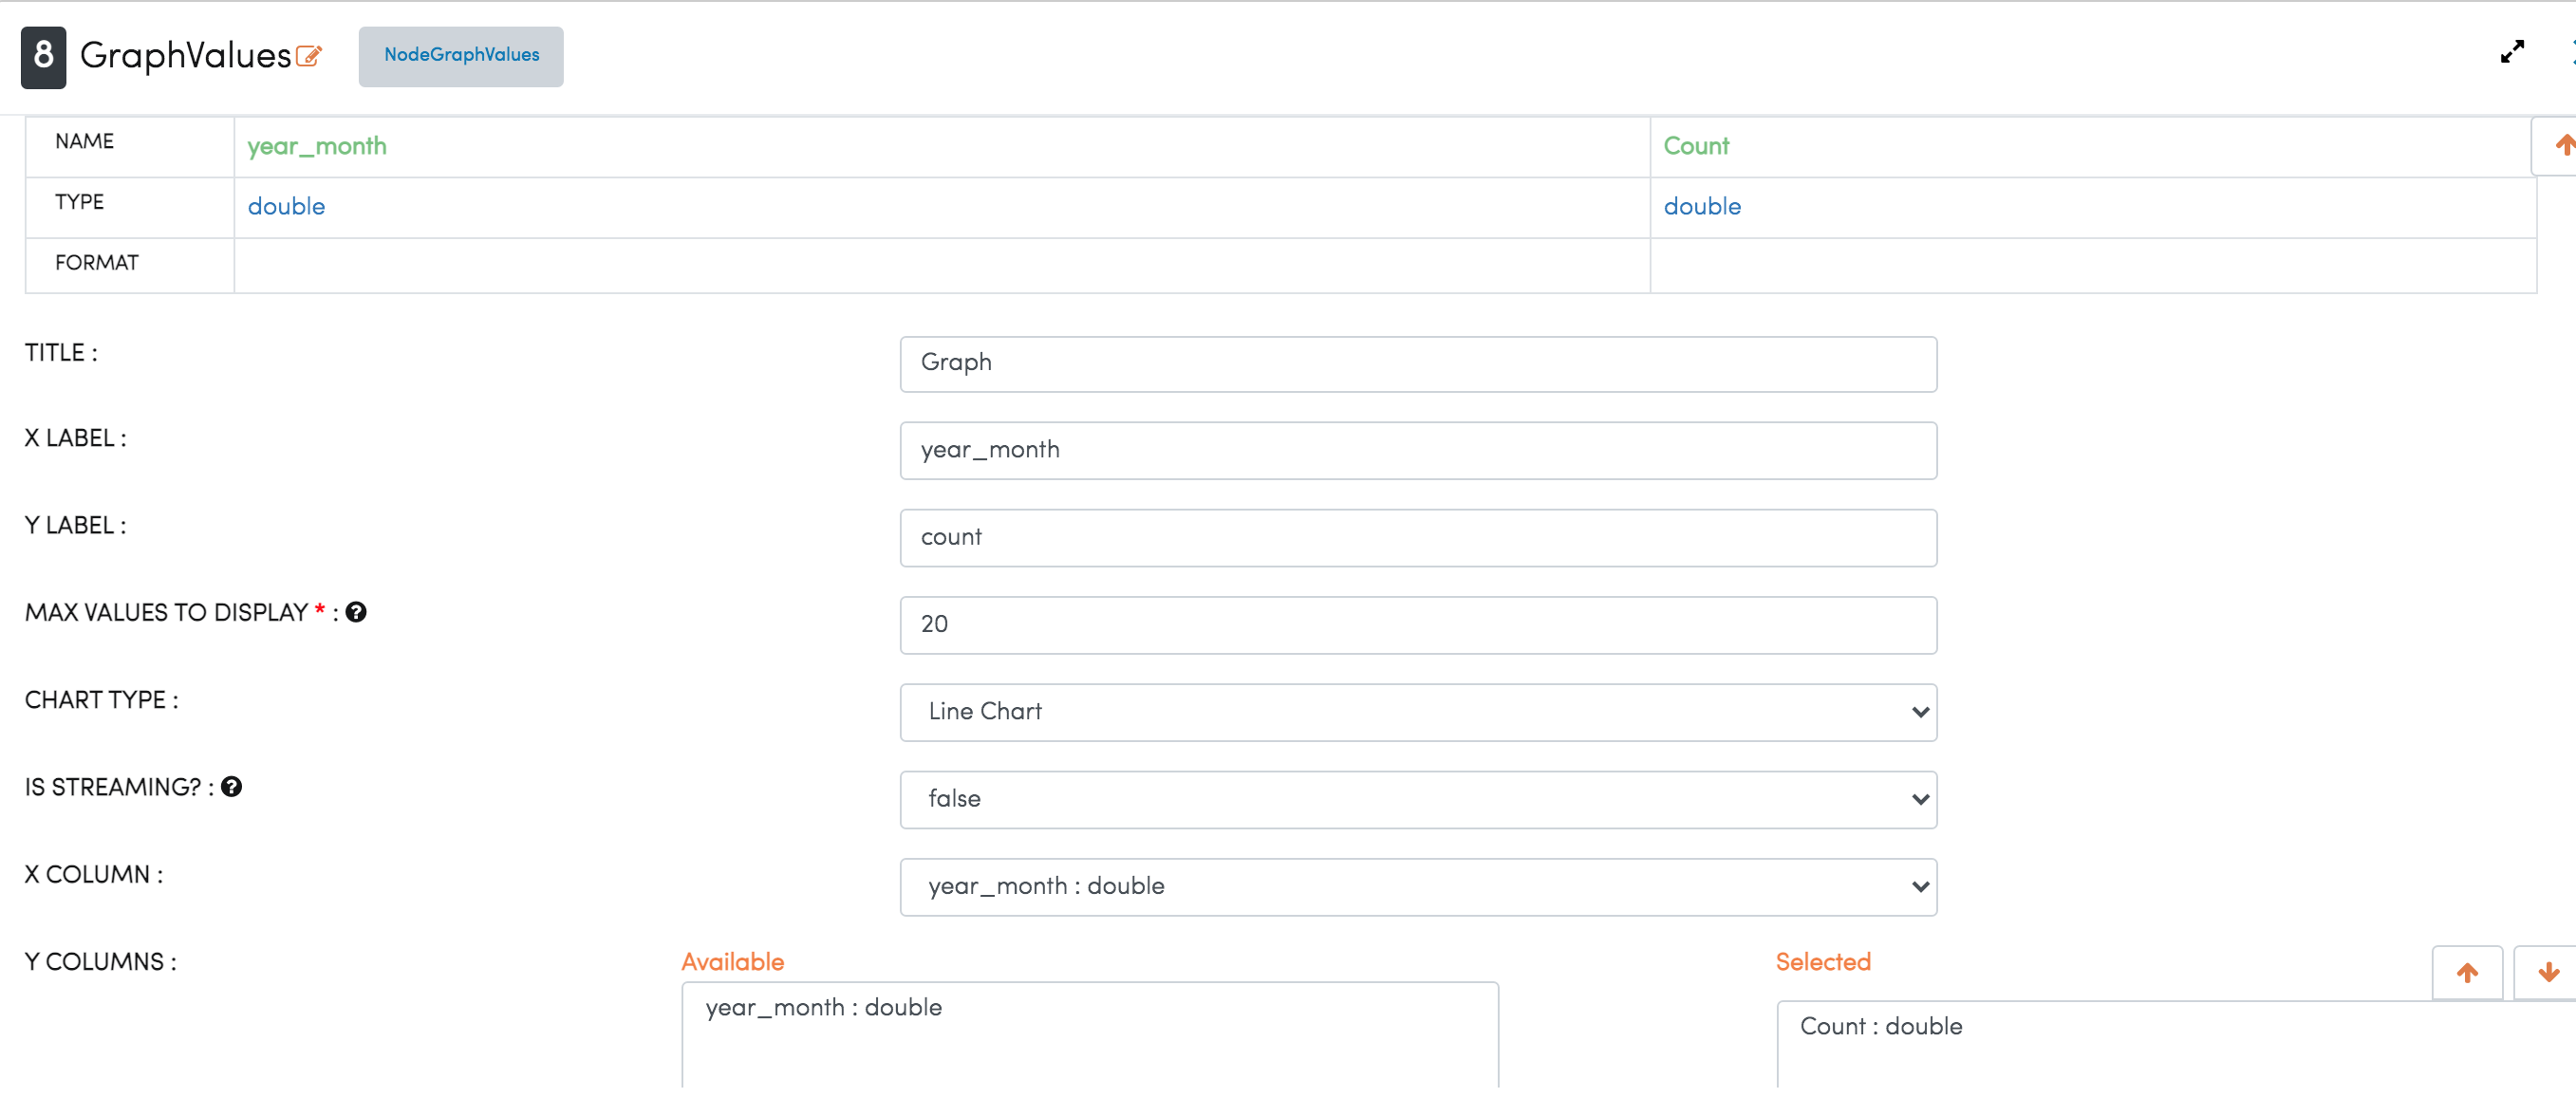 8 GraphValues NodeGraphValues
NAME year_month Count
TYPE double double
FORMAT
TITLE : Graph
X LABEL : year_month
Y LABEL : count
MAX VALUES TO DISPLAY * : ? 20
CHART TYPE : Line Chart
IS STREAMING? : ? false
X COLUMN : year_month : double
Y COLUMNS : Available Selected
year_month : double
Count : double